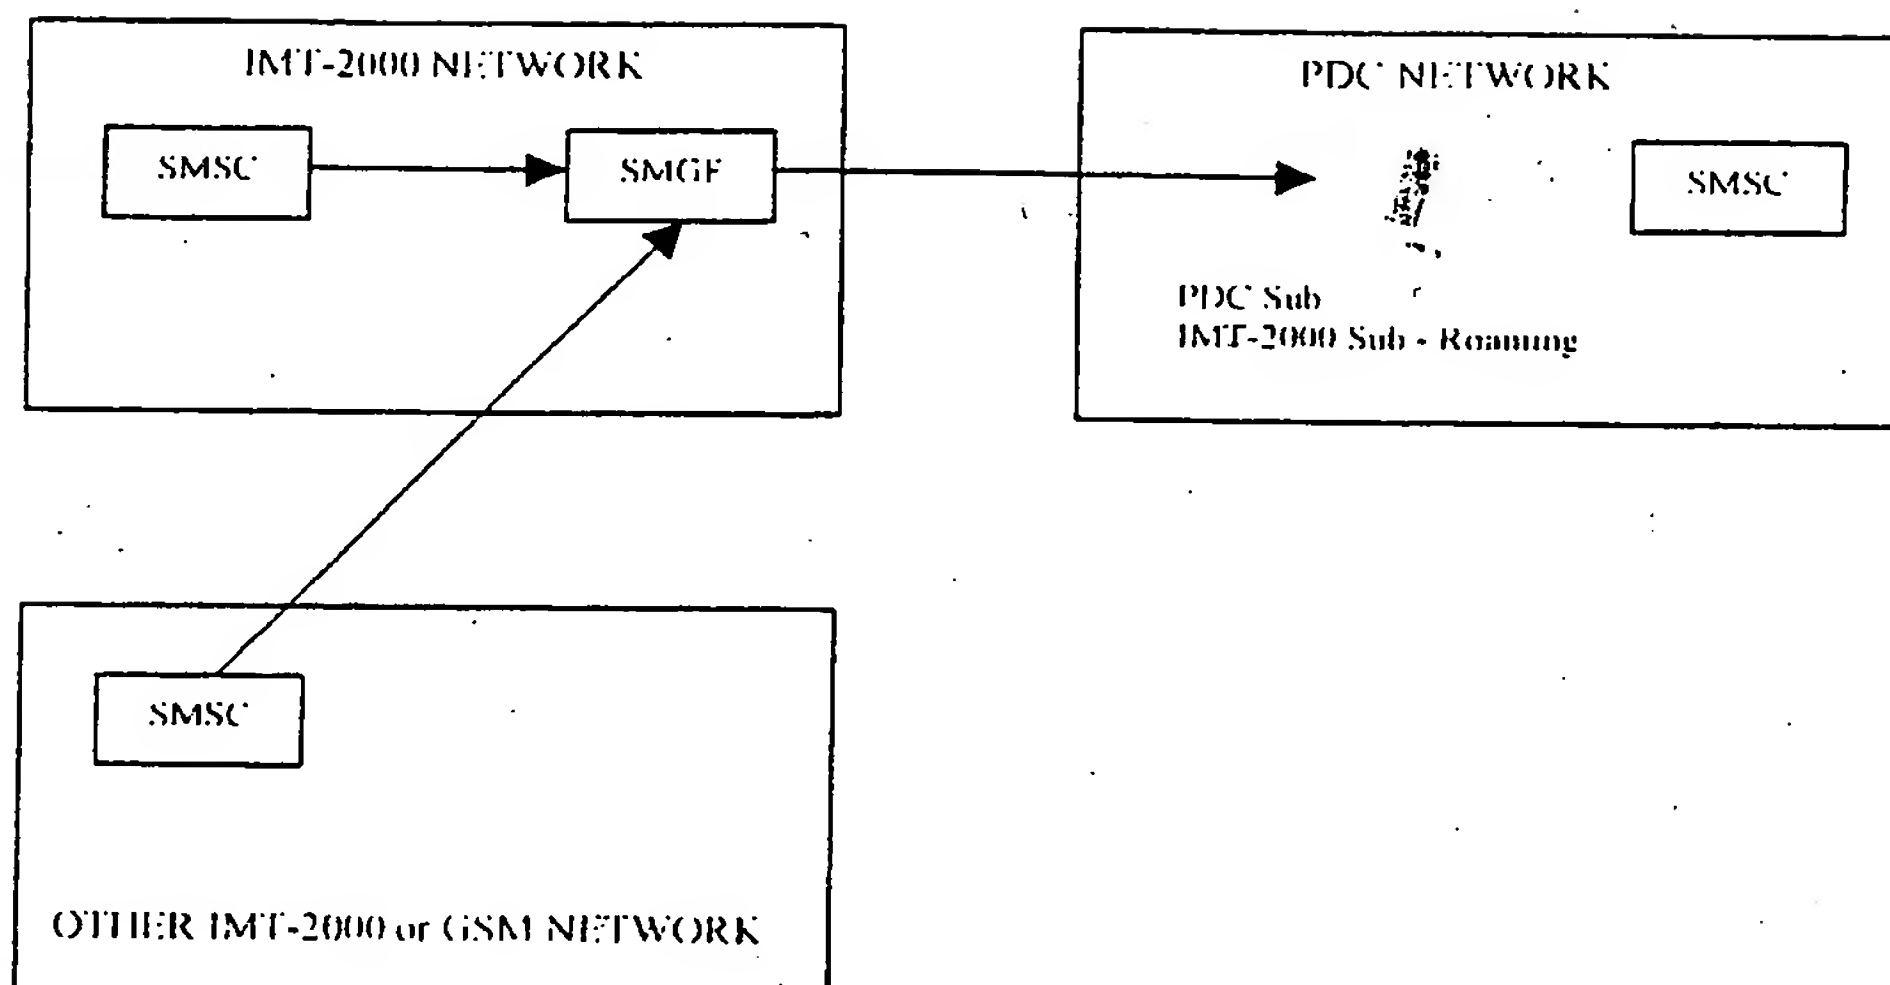 IMT-2000 NETWORK
SMSC
SMGF
PDC NETWORK
SMSC
PDC Sub
IMT-2000 Sub - Roaming
SMSC
OTHER IMT-2000 or GSM NETWORK